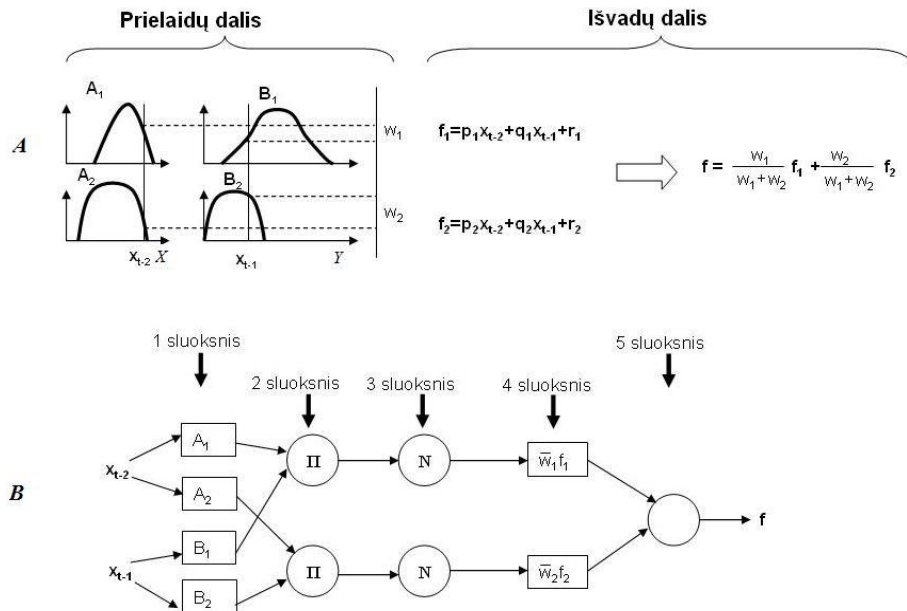 Prielaidų dalis
Išvadų dalis
A
A₁
B₁
w₁
f₁=p₁xₜ₋₂+q₁xₜ₋₁+r₁
f = w₁ / w₁+w₂ f₁ + w₂ / w₁+w₂ f₂
A₂
B₂
w₂
f₂=p₂xₜ₋₂+q₂xₜ₋₁+r₂
xₜ₋₂ X
xₜ₋₁ Y
B
1 sluoksnis
2 sluoksnis
3 sluoksnis
4 sluoksnis
5 sluoksnis
xₜ₋₂
xₜ₋₁
A₁
A₂
B₁
B₂
Π
Π
N
N
w̅₁f₁
w̅₂f₂
f